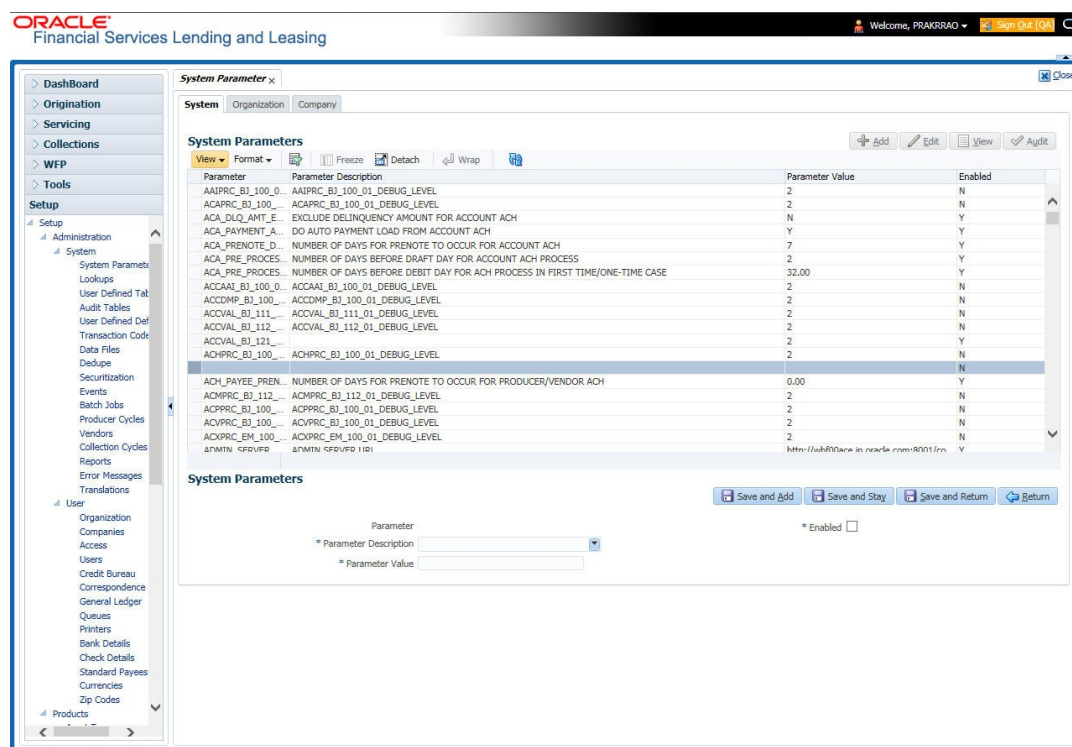 ORACLE
Financial Services Lending and Leasing
Welcome, PRAKRRAO
Sign Out [QA]
DashBoard
Origination
Servicing
Collections
WFP
Tools
Setup
Setup
Administration
System
System Paramete
Lookups
User Defined Tab
Audit Tables
User Defined Def
Transaction Code
Data Files
Dedupe
Securitization
Events
Batch Jobs
Producer Cycles
Vendors
Collection Cycles
Reports
Error Messages
Translations
User
Organization
Companies
Access
Users
Credit Bureau
Correspondence
General Ledger
Queues
Printers
Bank Details
Check Details
Standard Payees
Currencies
Zip Codes
Products
System Parameter x
Close
System Organization Company
System Parameters
Add Edit View Audit
View Format Freeze Detach Wrap
Parameter Parameter Description Parameter Value Enabled
AAIPRC_BJ_100_0... AAIPRC_BJ_100_01_DEBUG_LEVEL 2 N
ACAPRC_BJ_100_... ACAPRC_BJ_100_01_DEBUG_LEVEL 2 N
ACA_DLQ_AMT_E... EXCLUDE DELINQUENCY AMOUNT FOR ACCOUNT ACH N Y
ACA_PAYMENT_A... DO AUTO PAYMENT LOAD FROM ACCOUNT ACH Y Y
ACA_PRENOTE_D... NUMBER OF DAYS FOR PRENOTE TO OCCUR FOR ACCOUNT ACH 7 Y
ACA_PRE_PROCES... NUMBER OF DAYS BEFORE DRAFT DAY FOR ACCOUNT ACH PROCESS 2 Y
ACA_PRE_PROCES... NUMBER OF DAYS BEFORE DEBIT DAY FOR ACH PROCESS IN FIRST TIME/ONE-TIME CASE 32.00 Y
ACCAAI_BJ_100_0... ACCAAI_BJ_100_01_DEBUG_LEVEL 2 N
ACCDMP_BJ_100_... ACCDMP_BJ_100_01_DEBUG_LEVEL 2 N
ACCVAL_BJ_111_... ACCVAL_BJ_111_01_DEBUG_LEVEL 2 N
ACCVAL_BJ_112_... ACCVAL_BJ_112_01_DEBUG_LEVEL 2 N
ACCVAL_BJ_121_... 2 Y
ACHPRC_BJ_100_... ACHPRC_BJ_100_01_DEBUG_LEVEL 2 N
N
ACH_PAYEE_PREN... NUMBER OF DAYS FOR PRENOTE TO OCCUR FOR PRODUCER/VENDOR ACH 0.00 Y
ACMPRC_BJ_112_... ACMPRC_BJ_112_01_DEBUG_LEVEL 2 N
ACPPRC_BJ_100_... ACPPRC_BJ_100_01_DEBUG_LEVEL 2 N
ACVPRC_BJ_100_... ACVPRC_BJ_100_01_DEBUG_LEVEL 2 N
ACXPRC_EM_100_... ACXPRC_EM_100_01_DEBUG_LEVEL 2 N
ADMIN_SERVER_ ADMIN SERVER URL http://whf00ace.in.oracle.com:8001/co Y
System Parameters
Save and Add Save and Stay Save and Return Return
Parameter
* Enabled
* Parameter Description
* Parameter Value